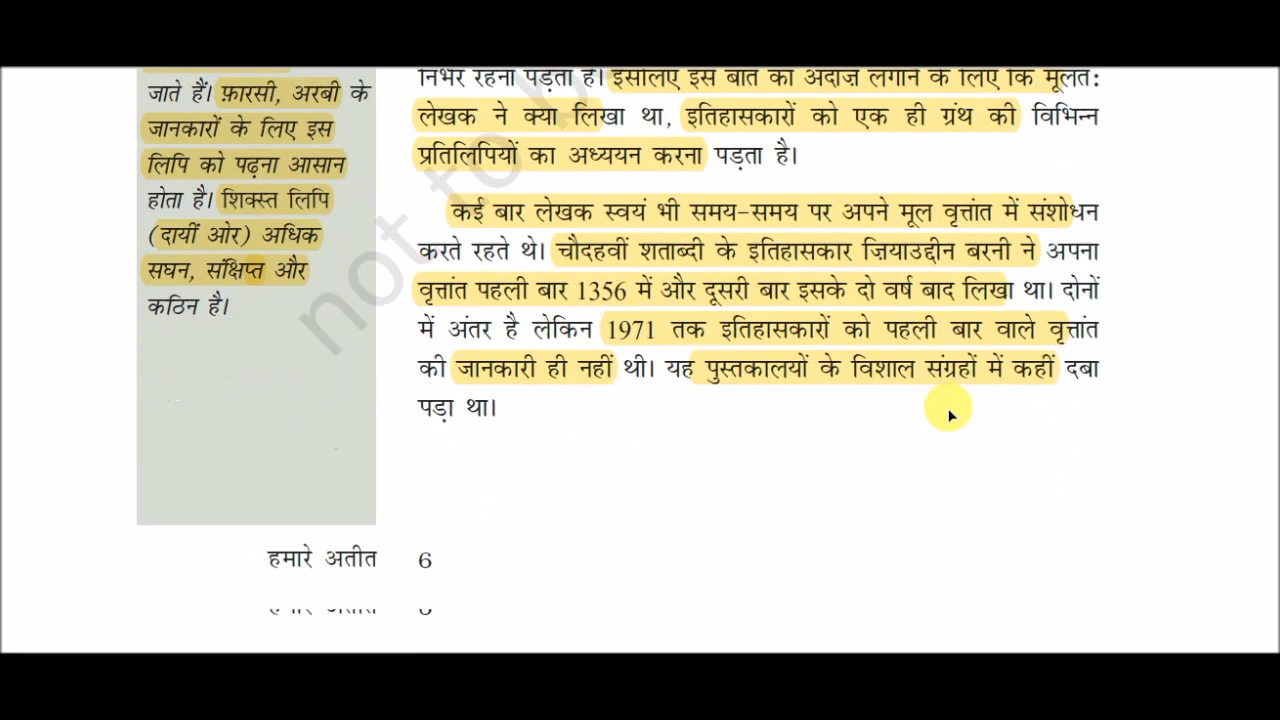 जाते हैं। फ़ारसी, अरबी के
जानकारों के लिए इस
लिपि को पढ़ना आसान
होता है। शिक्स्त लिपि
(दायीं ओर) अधिक
सघन, संक्षिप्त और
कठिन है।
निर्भर रहना पड़ता है। इसीलिए इस बात का अंदाज़ लगाने के लिए कि मूलतः
लेखक ने क्या लिखा था, इतिहासकारों को एक ही ग्रंथ की विभिन्न
प्रतिलिपियों का अध्ययन करना पड़ता है।
कई बार लेखक स्वयं भी समय-समय पर अपने मूल वृत्तांत में संशोधन
करते रहते थे। चौदहवीं शताब्दी के इतिहासकार ज़ियाउद्दीन बरनी ने अपना
वृत्तांत पहली बार 1356 में और दूसरी बार इसके दो वर्ष बाद लिखा था। दोनों
में अंतर है लेकिन 1971 तक इतिहासकारों को पहली बार वाले वृत्तांत
की जानकारी ही नहीं थी। यह पुस्तकालयों के विशाल संग्रहों में कहीं दबा
पड़ा था।
not to b
हमारे अतीत 6